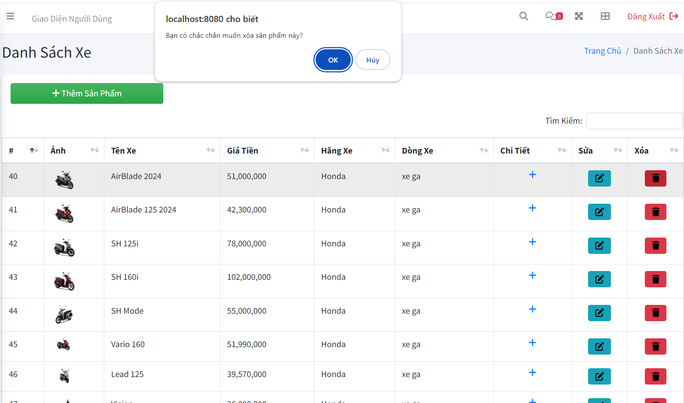 localhost:8080 cho biết
Bạn có chắc chắn muốn xóa sản phẩm này?
OK
Hủy
Giao Diện Người Dùng
Đăng Xuất
Danh Sách Xe
Trang Chủ / Danh Sách Xe
Thêm Sản Phẩm
Tìm Kiếm:
# Ảnh Tên Xe Giá Tiền Hãng Xe Dòng Xe Chi Tiết Sửa Xóa
40 AirBlade 2024 51,000,000 Honda xe ga +
41 AirBlade 125 2024 42,300,000 Honda xe ga +
42 SH 125i 78,000,000 Honda xe ga +
43 SH 160i 102,000,000 Honda xe ga +
44 SH Mode 55,000,000 Honda xe ga +
45 Vario 160 51,990,000 Honda xe ga +
46 Lead 125 39,570,000 Honda xe ga +